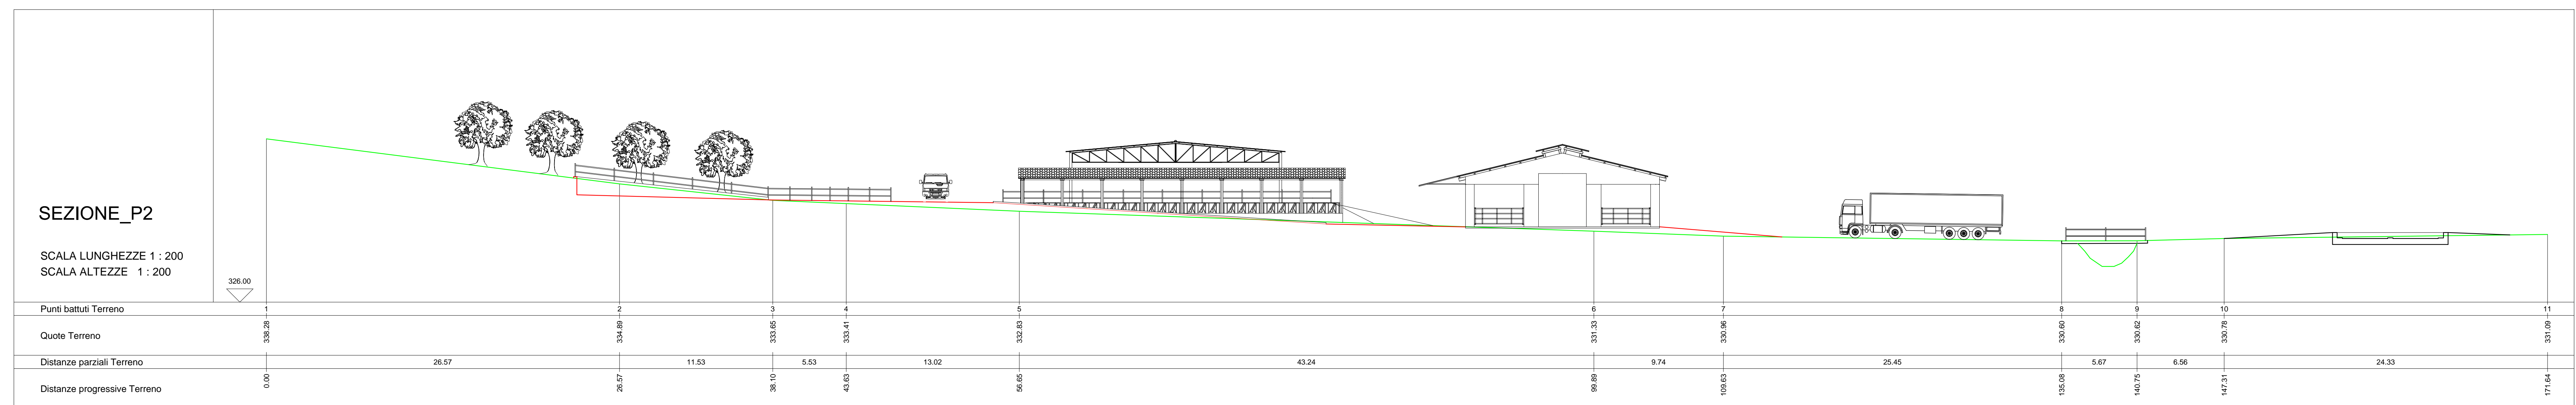 SEZIONE_P2
SCALA LUNGHEZZE 1 : 200
SCALA ALTEZZE 1 : 200
326.00
Punti battuti Terreno 1 2 3 4 5 6 7 8 9 10 11
Quote Terreno 338.28 334.89 333.65 333.41 332.83 331.33 330.96 330.60 330.62 330.78 331.09
Distanze parziali Terreno 26.57 11.53 5.53 13.02 43.24 9.74 25.45 5.67 6.56 24.33
Distanze progressive Terreno 0.00 26.57 38.10 43.63 56.65 99.89 109.63 135.08 140.75 147.31 171.64